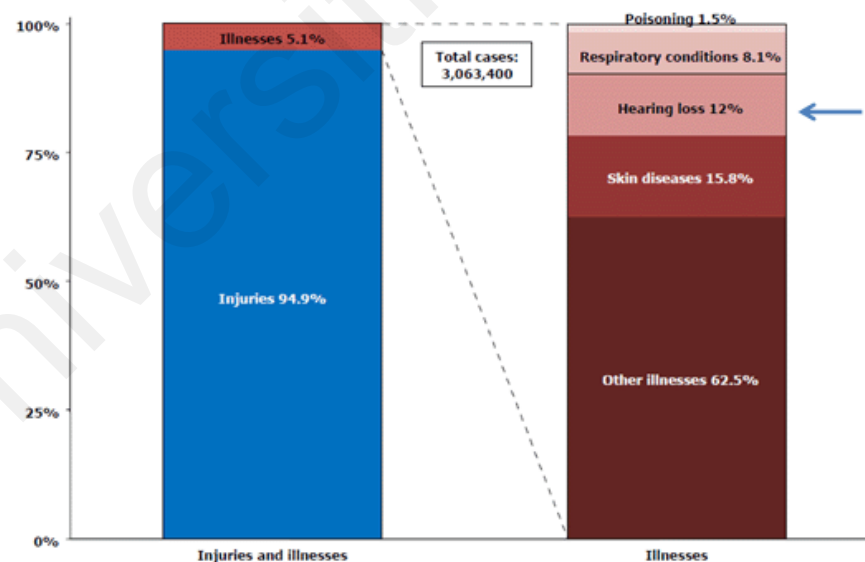 100%
75%
50%
25%
0%
Illnesses 5.1%
Injuries 94.9%
Total cases:
3,063,400
Poisoning 1.5%
Respiratory conditions 8.1%
Hearing loss 12%
Skin diseases 15.8%
Other illnesses 62.5%
Injuries and illnesses
Illnesses